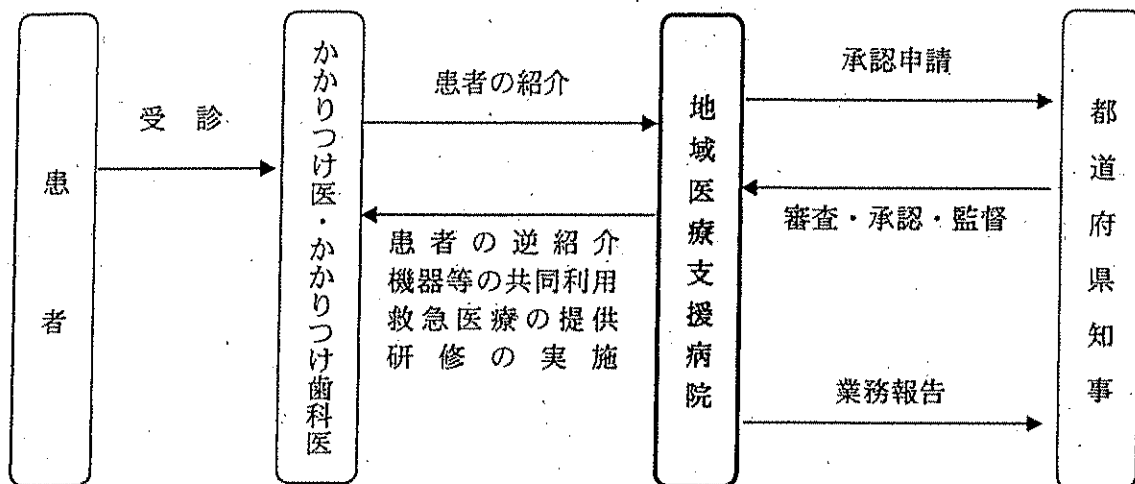 患者
受診
かかりつけ医・かかりつけ歯科医
患者の紹介
患者の逆紹介
機器等の共同利用
救急医療の提供
研修の実施
地域医療支援病院
承認申請
審査・承認・監督
業務報告
都道府県知事